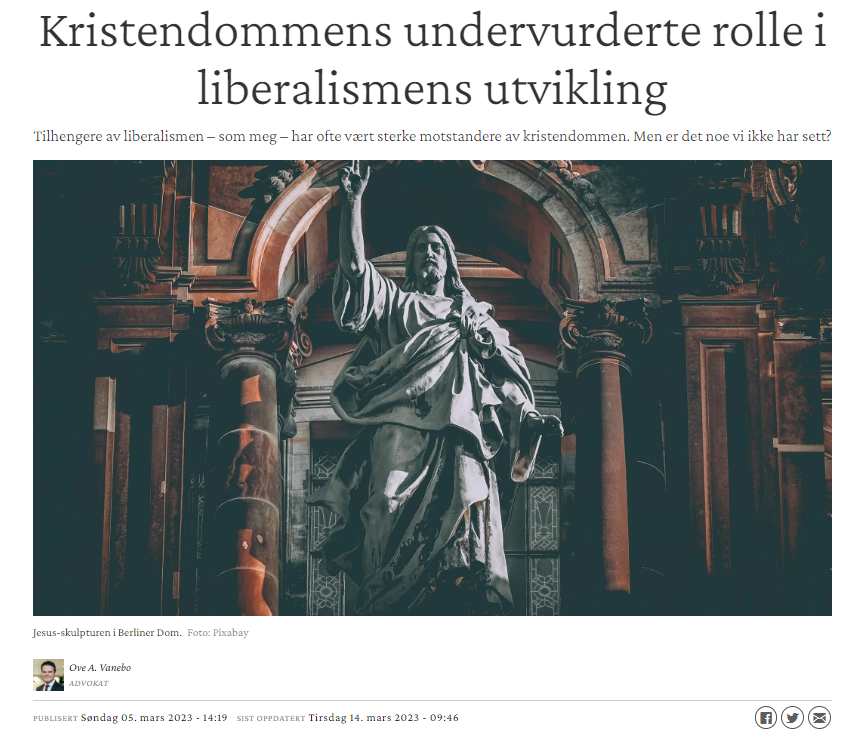 Kristendommens undervurderte rolle i
liberalismens utvikling
Tilhengere av liberalismen – som meg – har ofte vært sterke motstandere av kristendommen. Men er det noe vi ikke har sett?
Jesus-skulpturen i Berliner Dom. Foto: Pixabay
Ove A. Vanebo
ADVOKAT
PUBLISERT Søndag 05. mars 2023 - 14:19 SIST OPPDATERT Tirsdag 14. mars 2023 - 09:46